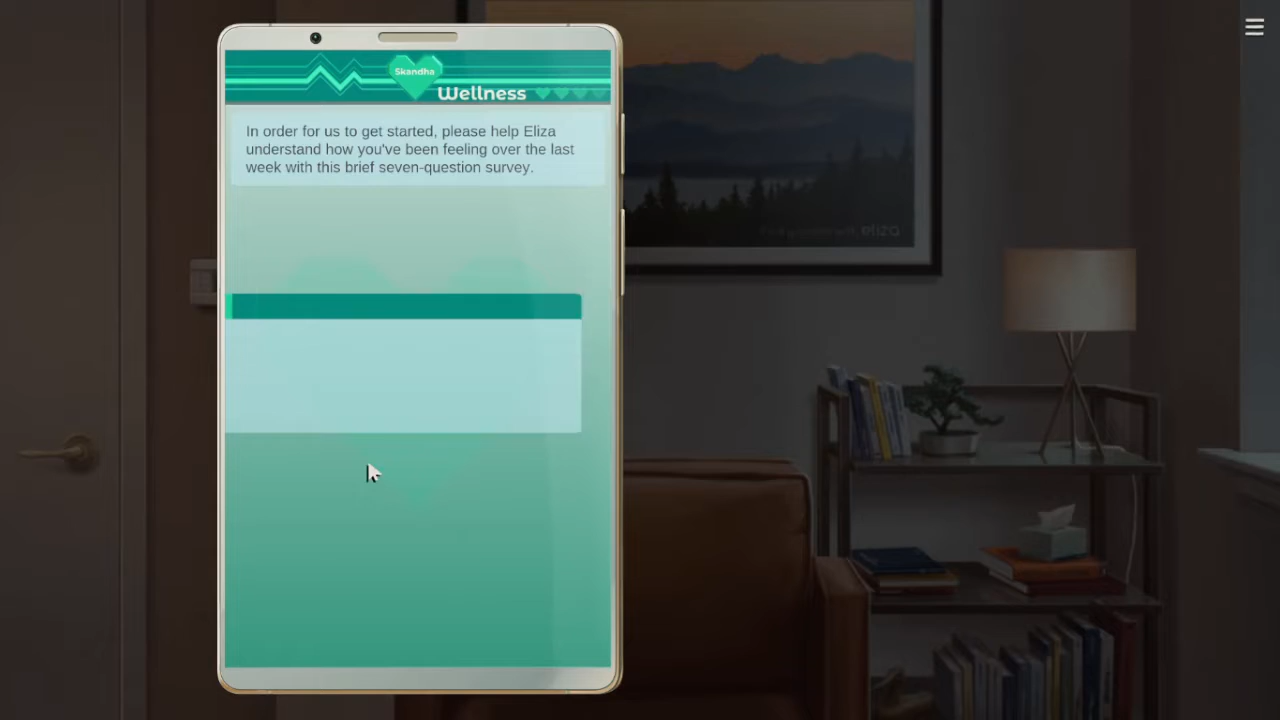 Skandha
Wellness
In order for us to get started, please help Eliza
understand how you've been feeling over the last
week with this brief seven-question survey.
eliza